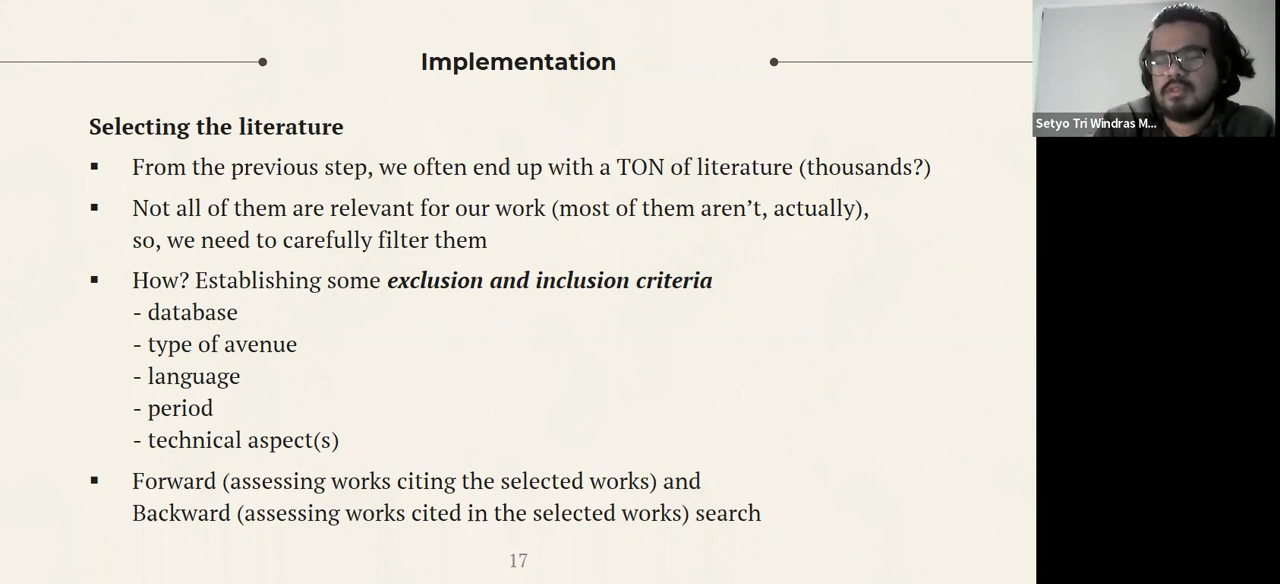 Implementation
Setyo Tri Windras M...
Selecting the literature
▪ From the previous step, we often end up with a TON of literature (thousands?)
▪ Not all of them are relevant for our work (most of them aren’t, actually),
so, we need to carefully filter them
▪ How? Establishing some exclusion and inclusion criteria
- database
- type of avenue
- language
- period
- technical aspect(s)
▪ Forward (assessing works citing the selected works) and
Backward (assessing works cited in the selected works) search
17